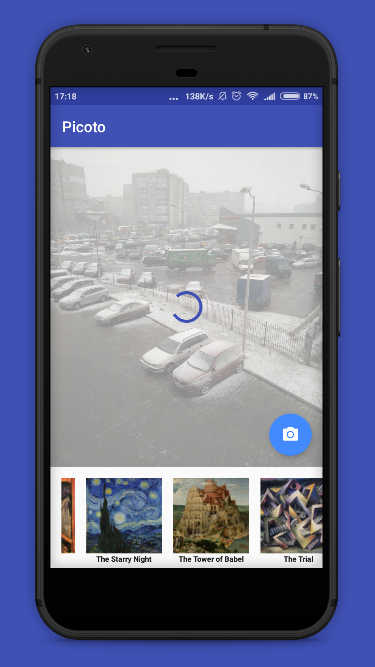 17:18 ... 138K/s 87%
Picoto
The Starry Night The Tower of Babel The Trial